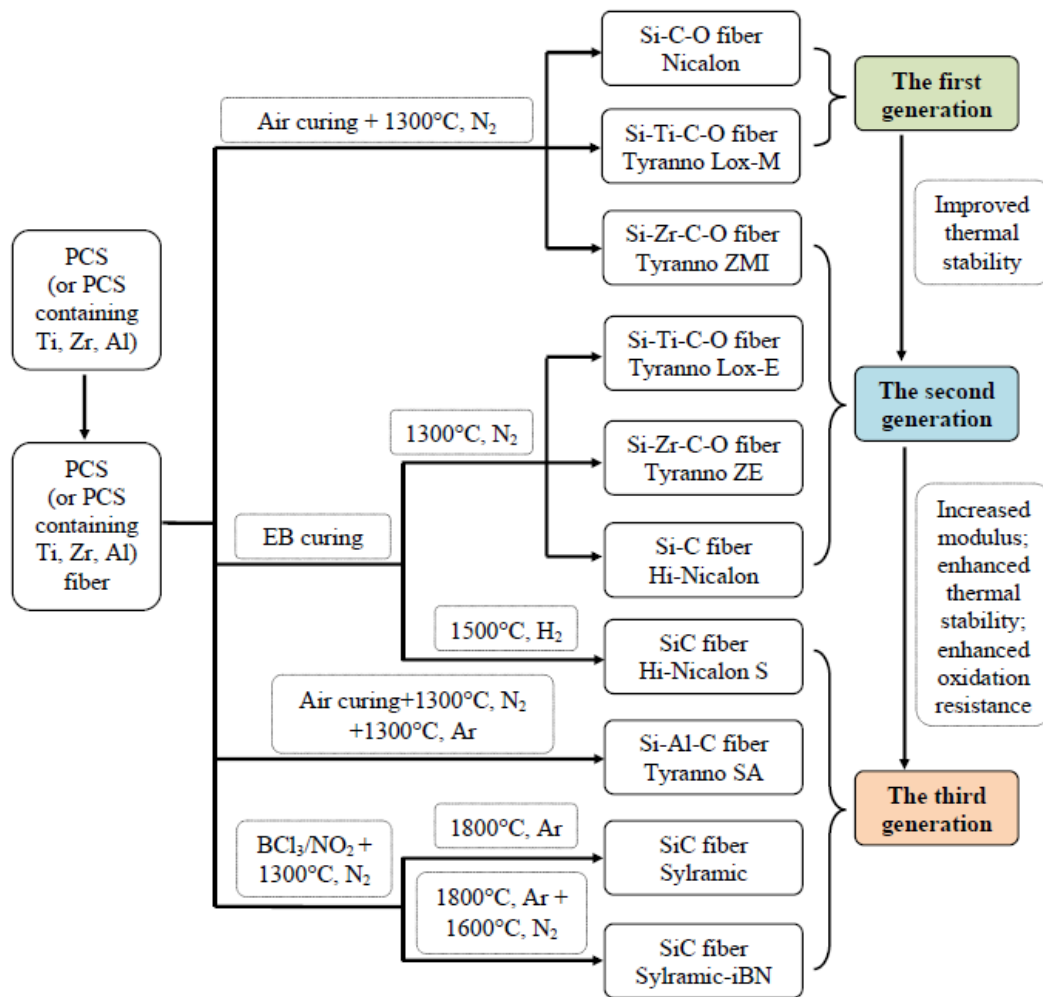 PCS
(or PCS
containing
Ti, Zr, Al)
PCS
(or PCS
containing
Ti, Zr, Al)
fiber
Air curing + 1300°C, N₂
EB curing
1300°C, N₂
1500°C, H₂
Air curing+1300°C, N₂
+1300°C, Ar
BCl₃/NO₂ +
1300°C, N₂
1800°C, Ar
1800°C, Ar +
1600°C, N₂
Si-C-O fiber
Nicalon
Si-Ti-C-O fiber
Tyranno Lox-M
Si-Zr-C-O fiber
Tyranno ZMI
Si-Ti-C-O fiber
Tyranno Lox-E
Si-Zr-C-O fiber
Tyranno ZE
Si-C fiber
Hi-Nicalon
SiC fiber
Hi-Nicalon S
Si-Al-C fiber
Tyranno SA
SiC fiber
Sylramic
SiC fiber
Sylramic-iBN
The first
generation
Improved
thermal
stability
The second
generation
Increased
modulus;
enhanced
thermal
stability;
enhanced
oxidation
resistance
The third
generation